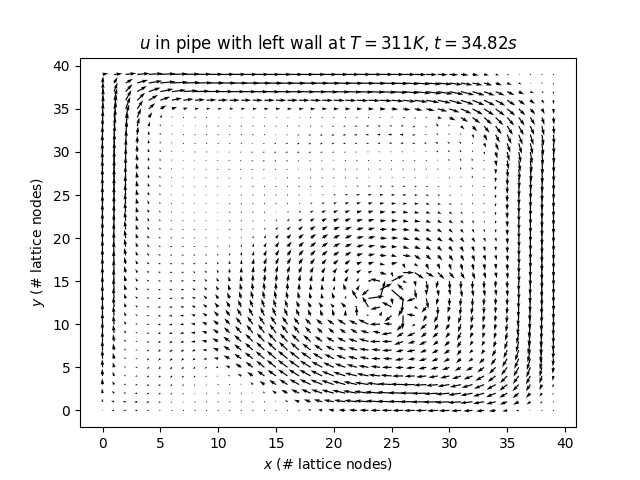 u in pipe with left wall at T = 311K, t = 34.82s
40
35
30
25
20
15
10
5
0
y (# lattice nodes)
0 5 10 15 20 25 30 35 40
x (# lattice nodes)